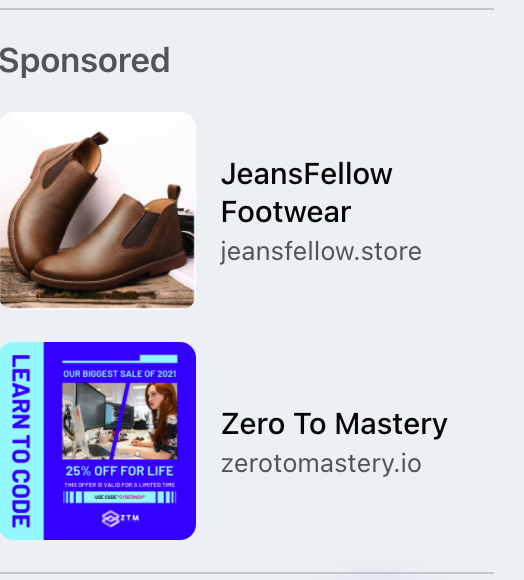 Sponsored
JeansFellow
Footwear
jeansfellow.store
LEARN TO CODE
OUR BIGGEST SALE OF 2021
25% OFF FOR LIFE
THIS OFFER IS VALID FOR A LIMITED TIME
USE CODE "CYBERNOV"
ZTM
Zero To Mastery
zerotomastery.io